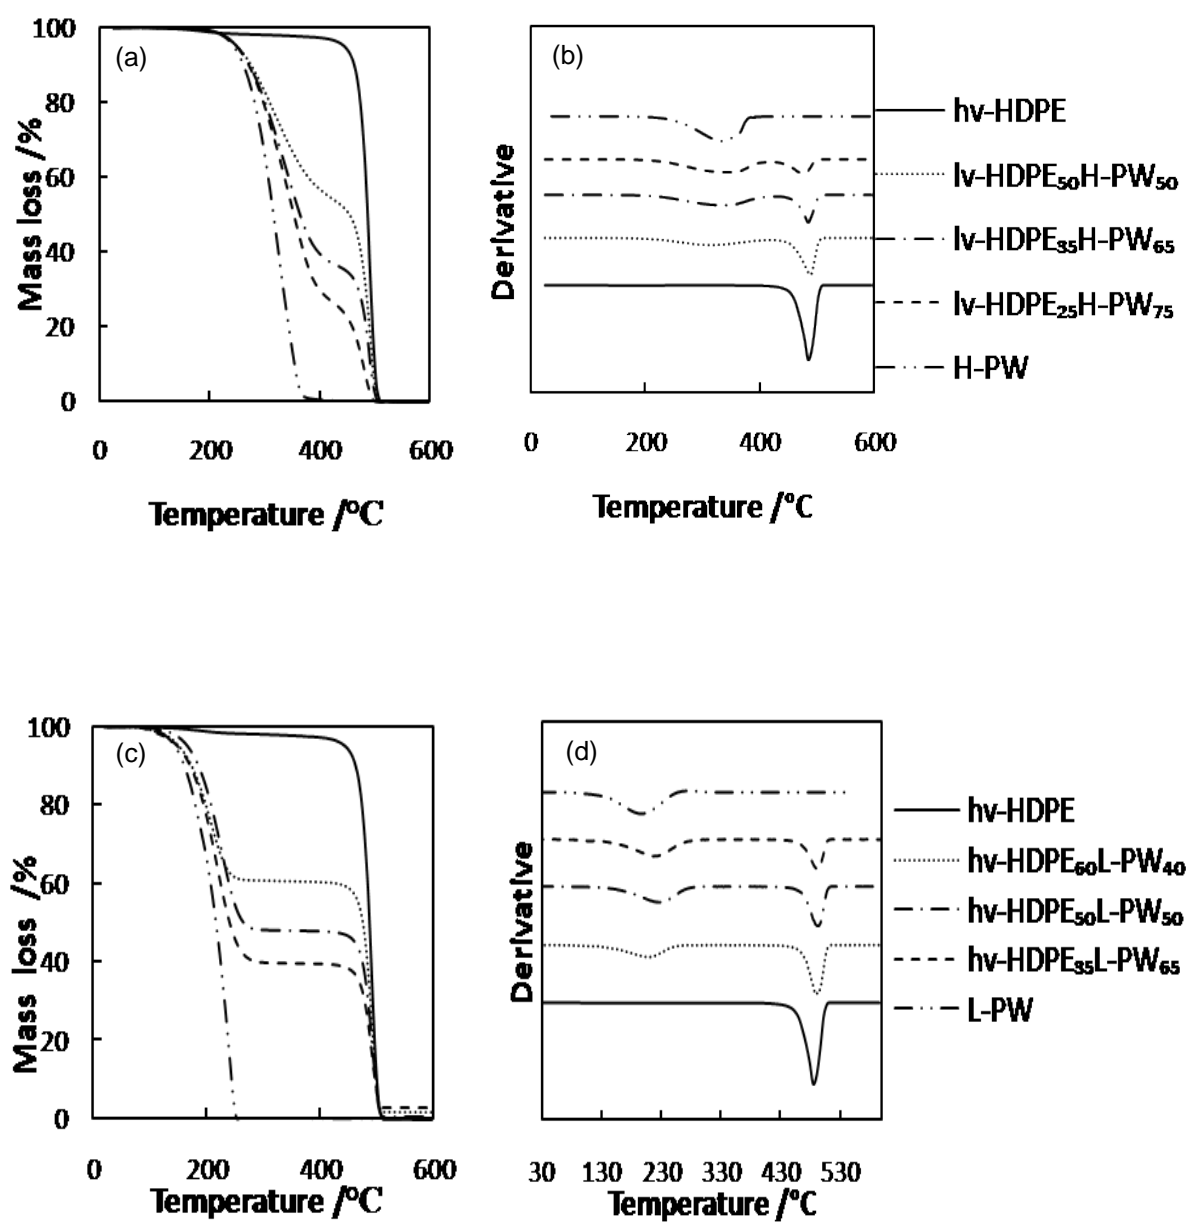 100
80
60
40
20
0
Mass loss /%
(a)
0 200 400 600
Temperature /°C
(b)
Derivative
0 200 400 600
Temperature /°C
hv-HDPE
lv-HDPE₅₀H-PW₅₀
lv-HDPE₃₅H-PW₆₅
lv-HDPE₂₅H-PW₇₅
H-PW
100
80
60
40
20
0
Mass loss /%
(c)
0 200 400 600
Temperature /°C
(d)
Derivative
30 130 230 330 430 530
Temperature /°C
hv-HDPE
hv-HDPE₆₀L-PW₄₀
hv-HDPE₅₀L-PW₅₀
hv-HDPE₃₅L-PW₆₅
L-PW